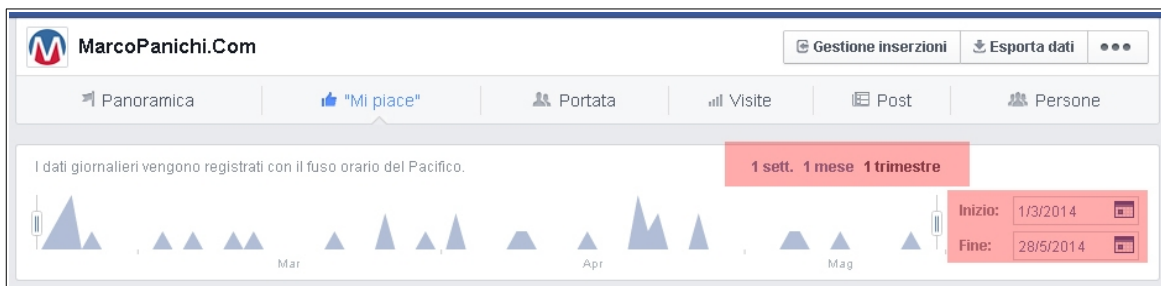 MarcoPanichi.Com
Gestione inserzioni
Esporta dati
Panoramica
"Mi piace"
Portata
Visite
Post
Persone
I dati giornalieri vengono registrati con il fuso orario del Pacifico.
1 sett. 1 mese 1 trimestre
Inizio: 1/3/2014
Fine: 28/5/2014
Mar
Apr
Mag